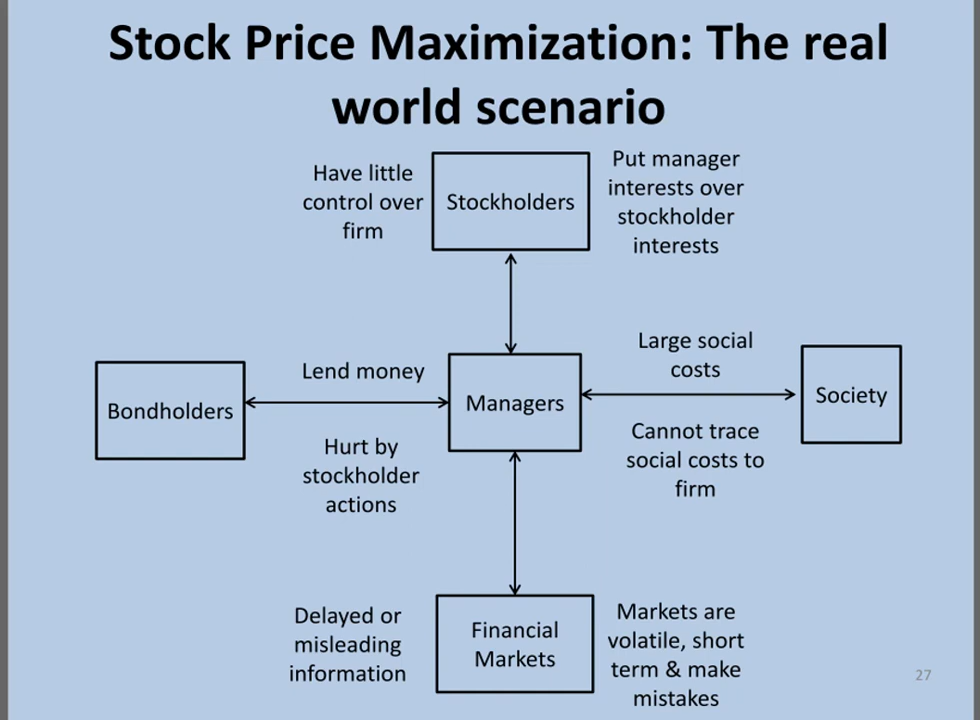 Stock Price Maximization: The real
world scenario
Have little
control over
firm
Stockholders
Put manager
interests over
stockholder
interests
Lend money
Bondholders
Hurt by
stockholder
actions
Managers
Large social
costs
Society
Cannot trace
social costs to
firm
Delayed or
misleading
information
Financial
Markets
Markets are
volatile, short
term & make
mistakes
27